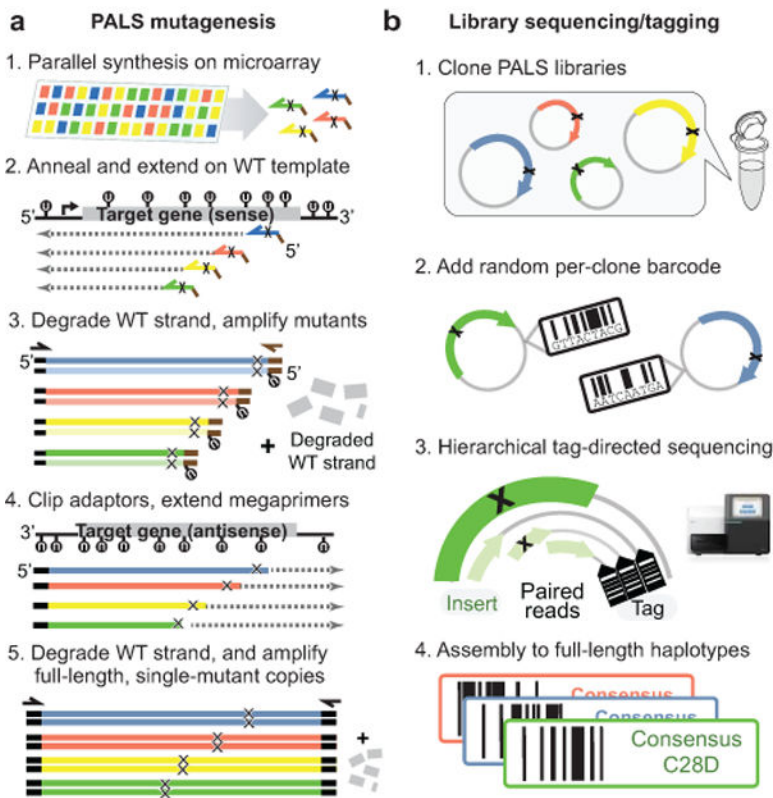 a PALS mutagenesis
1. Parallel synthesis on microarray
2. Anneal and extend on WT template
U U U U U U U U U U
5' Target gene (sense) 3'
5'
3. Degrade WT strand, amplify mutants
5'
5'
+ Degraded
WT strand
4. Clip adaptors, extend megaprimers
3' Target gene (antisense)
5'
5. Degrade WT strand, and amplify
full-length, single-mutant copies
+
b Library sequencing/tagging
1. Clone PALS libraries
2. Add random per-clone barcode
GTTACTACG
AATCAATGA
3. Hierarchical tag-directed sequencing
Insert Paired
reads Tag
4. Assembly to full-length haplotypes
Consensus
Consensus
Consensus
C28D